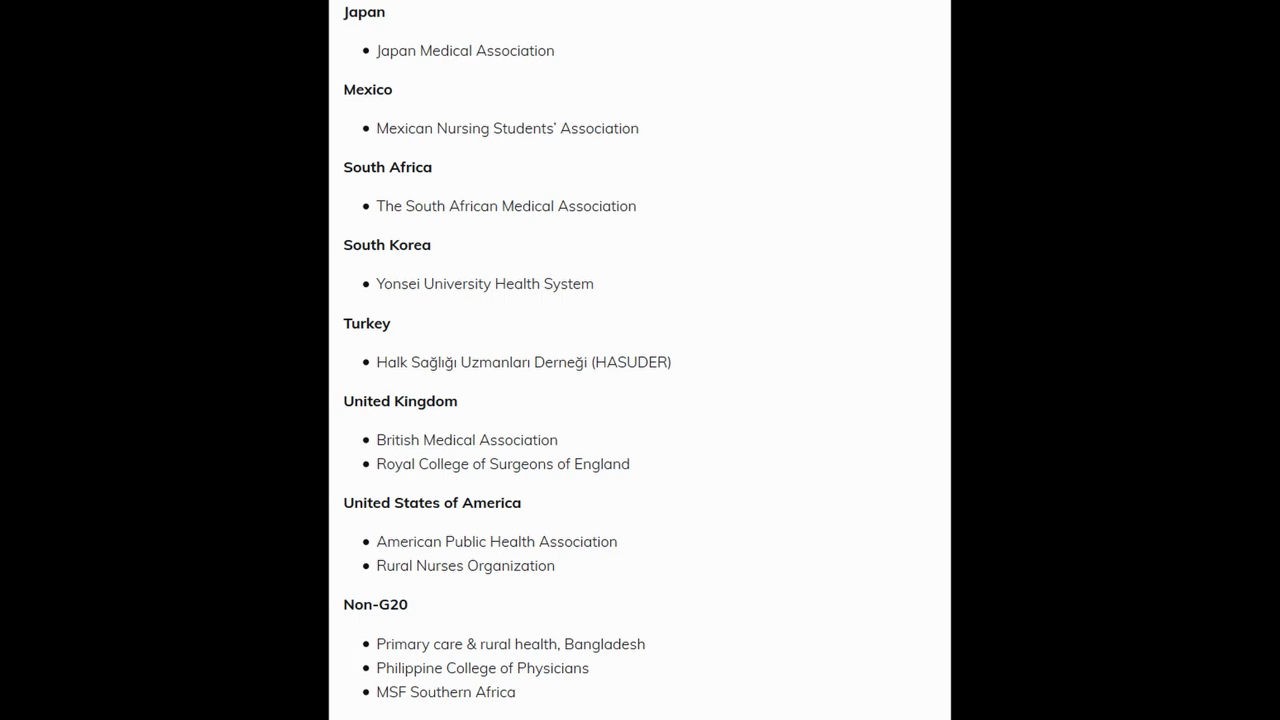 Japan
Japan Medical Association
Mexico
Mexican Nursing Students’ Association
South Africa
The South African Medical Association
South Korea
Yonsei University Health System
Turkey
Halk Sağlığı Uzmanları Derneği (HASUDER)
United Kingdom
British Medical Association
Royal College of Surgeons of England
United States of America
American Public Health Association
Rural Nurses Organization
Non-G20
Primary care & rural health, Bangladesh
Philippine College of Physicians
MSF Southern Africa